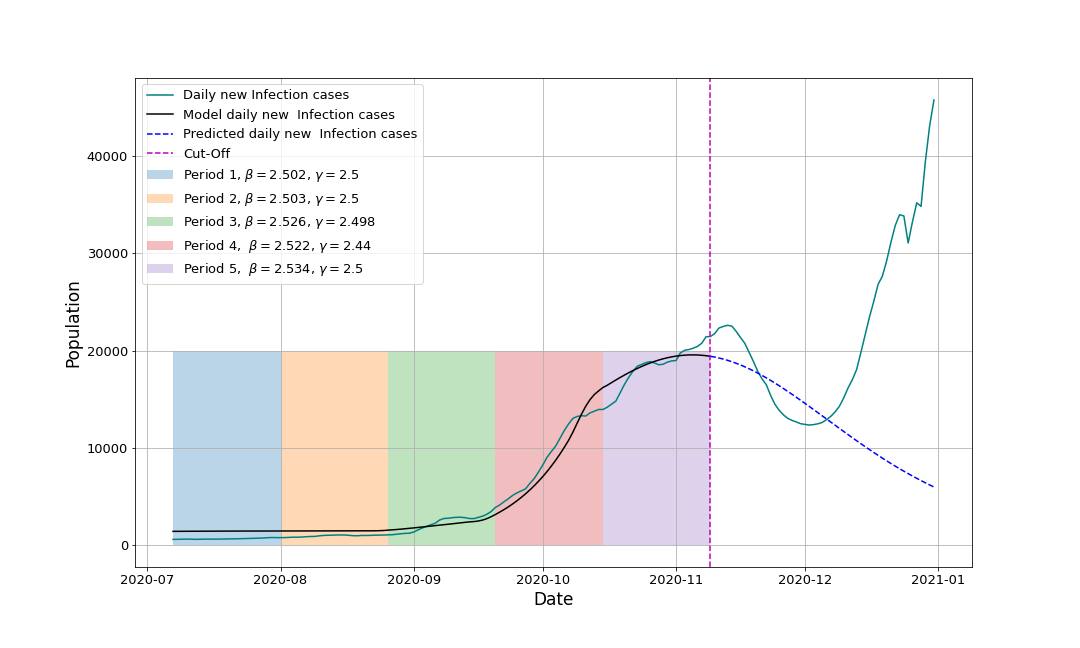 Daily new Infection cases
Model daily new  Infection cases
Predicted daily new  Infection cases
Cut-Off
Period 1, β = 2.502, γ = 2.5
Period 2, β = 2.503, γ = 2.5
Period 3, β = 2.526, γ = 2.498
Period 4,  β = 2.522, γ = 2.44
Period 5,  β = 2.534, γ = 2.5
40000
30000
20000
10000
0
Population
2020-07 2020-08 2020-09 2020-10 2020-11 2020-12 2021-01
Date